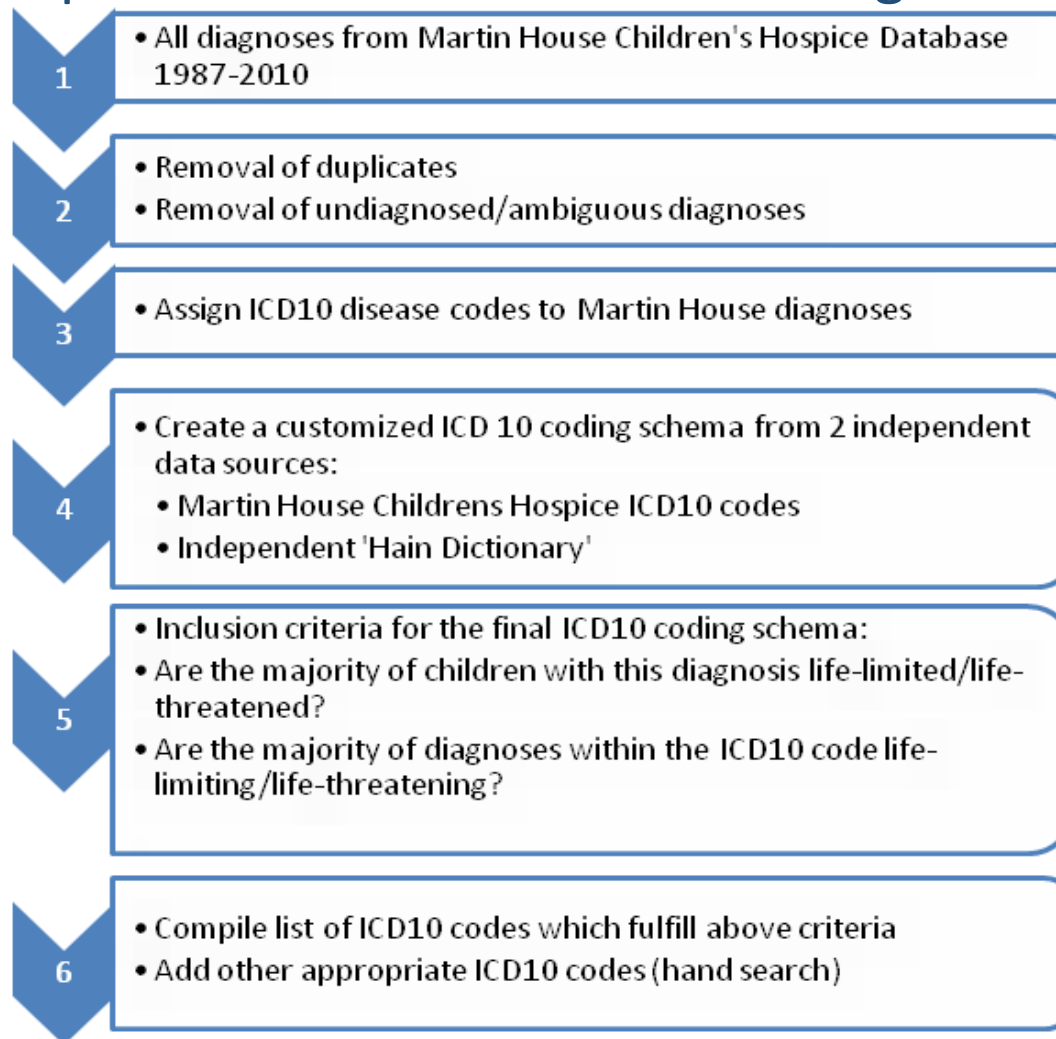 1
• All diagnoses from Martin House Children's Hospice Database
1987-2010
2
• Removal of duplicates
• Removal of undiagnosed/ambiguous diagnoses
3
• Assign ICD10 disease codes to Martin House diagnoses
4
• Create a customized ICD 10 coding schema from 2 independent
data sources:
• Martin House Childrens Hospice ICD10 codes
• Independent 'Hain Dictionary'
5
• Inclusion criteria for the final ICD10 coding schema:
• Are the majority of children with this diagnosis life-limited/life-
threatened?
• Are the majority of diagnoses within the ICD10 code life-
limiting/life-threatening?
6
• Compile list of ICD10 codes which fulfill above criteria
• Add other appropriate ICD10 codes (hand search)